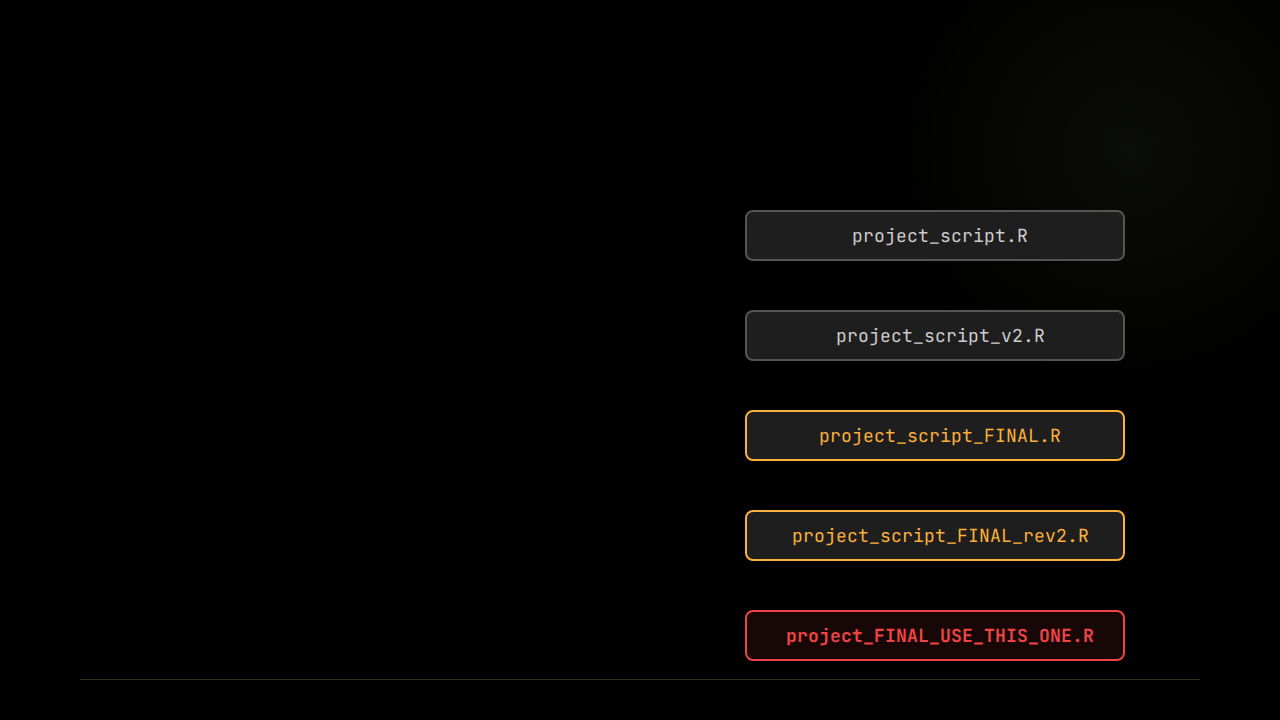 project_script.R
project_script_v2.R
project_script_FINAL.R
project_script_FINAL_rev2.R
project_FINAL_USE_THIS_ONE.R